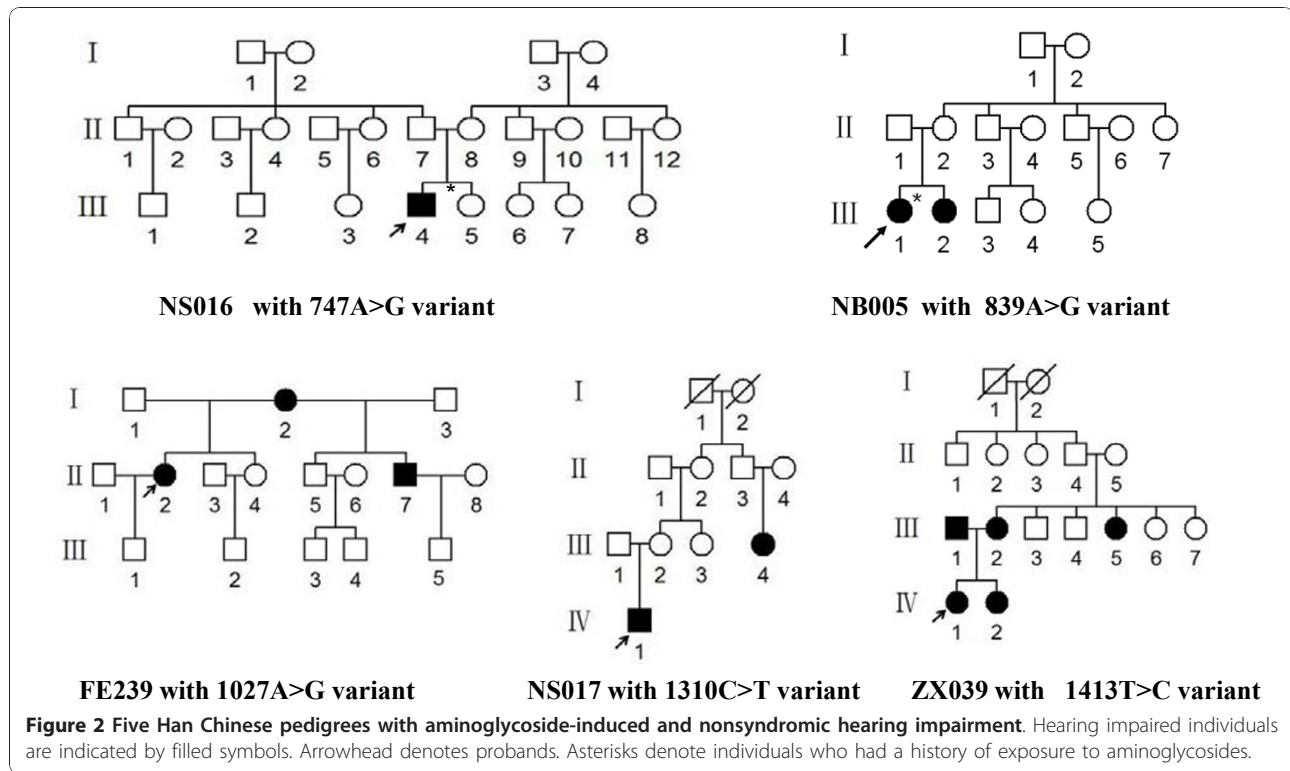 I
1 2 3 4
II
1 2 3 4 5 6 7 8 9 10 11 12
*
III
1 2 3 4 5 6 7 8
NS016 with 747A>G variant
I
1 2
II
1 2 3 4 5 6 7
*
III
1 2 3 4 5
NB005 with 839A>G variant
I
1 2 3
II
1 2 3 4 5 6 7 8
III
1 2 3 4 5
FE239 with 1027A>G variant
I
1 2
II
1 2 3 4
III
1 2 3 4
IV
1
NS017 with 1310C>T variant
I
1 2
II
1 2 3 4 5
III
1 2 3 4 5 6 7
IV
1 2
ZX039 with 1413T>C variant
Figure 2 Five Han Chinese pedigrees with aminoglycoside-induced and nonsyndromic hearing impairment. Hearing impaired individuals
are indicated by filled symbols. Arrowhead denotes probands. Asterisks denote individuals who had a history of exposure to aminoglycosides.